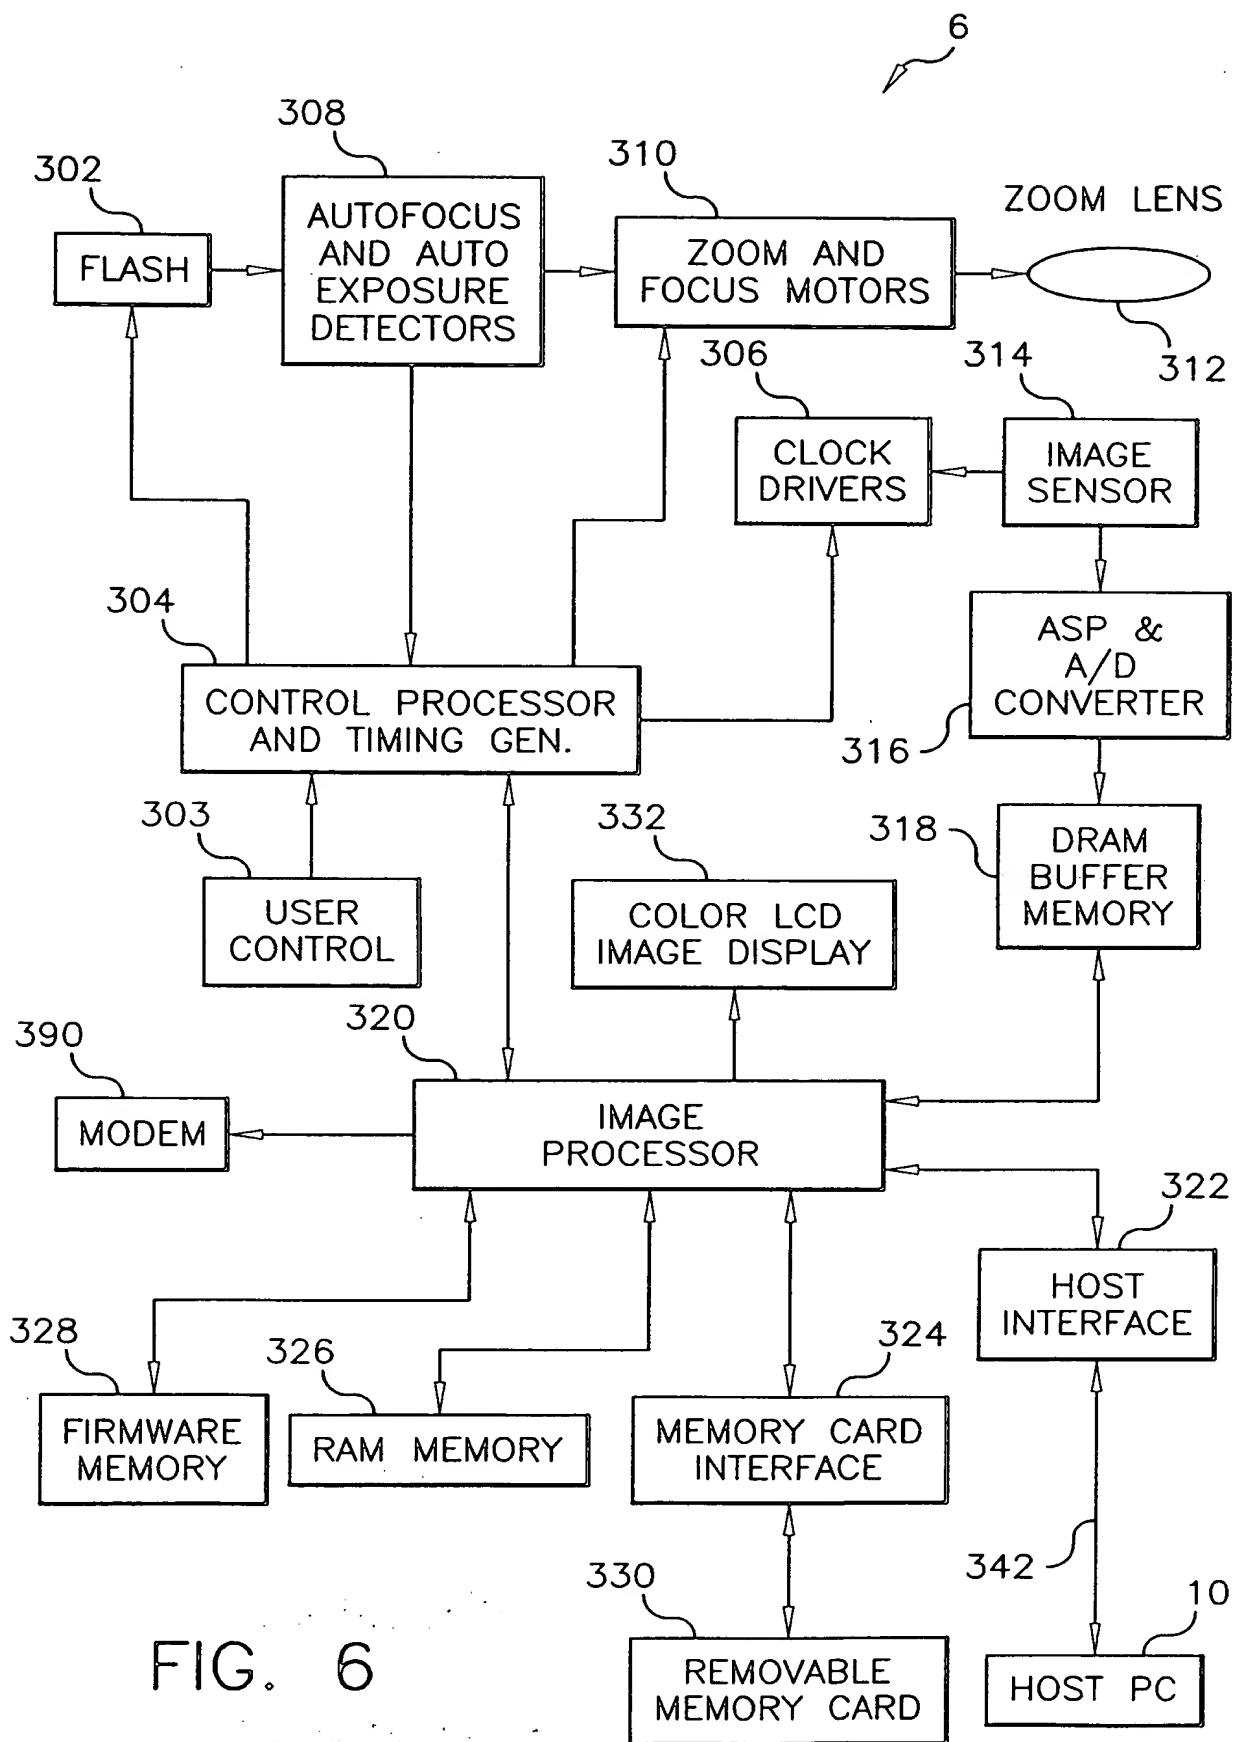 6
308
302
310
ZOOM LENS
AUTOFOCUS
AND AUTO
EXPOSURE
DETECTORS
FLASH
ZOOM AND
FOCUS MOTORS
306
314
312
CLOCK
DRIVERS
IMAGE
SENSOR
304
ASP &
A/D
CONVERTER
CONTROL PROCESSOR
AND TIMING GEN.
316
303
332
318
DRAM
BUFFER
MEMORY
USER
CONTROL
COLOR LCD
IMAGE DISPLAY
390
320
MODEM
IMAGE
PROCESSOR
322
HOST
INTERFACE
328
326
324
FIRMWARE
MEMORY
RAM MEMORY
MEMORY CARD
INTERFACE
342
330
10
REMOVABLE
MEMORY CARD
HOST PC
FIG. 6